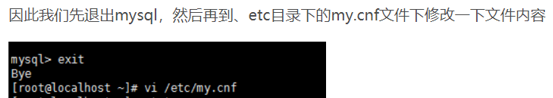 因此我们先退出mysql，然后再到、etc目录下的my.cnf文件下修改一下文件内容
mysql> exit
Bye
[root@localhost ~]# vi /etc/my.cnf